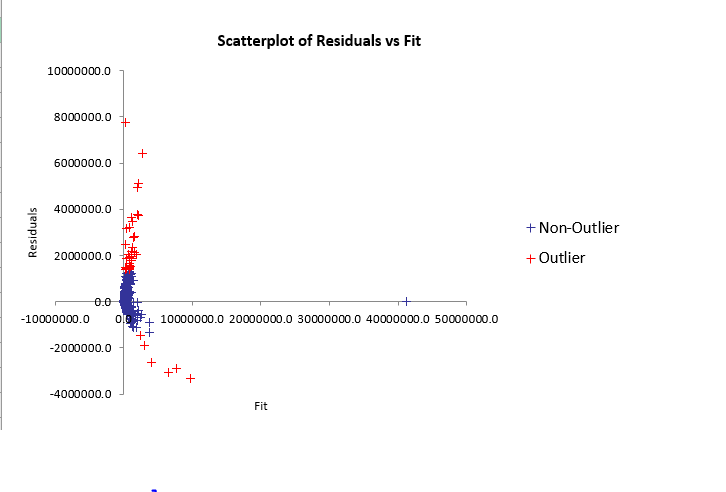 Scatterplot of Residuals vs Fit
10000000.0
8000000.0
6000000.0
4000000.0
2000000.0
0.0
-2000000.0
-4000000.0
-10000000.0 0.0 10000000.0 20000000.0 30000000.0 40000000.0 50000000.0
Residuals
Fit
Non-Outlier
Outlier